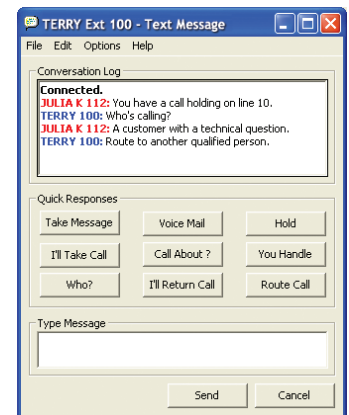 TERRY Ext 100 - Text Message
File Edit Options Help
Conversation Log
Connected.
JULIA K 112: You have a call holding on line 10.
TERRY 100: Who's calling?
JULIA K 112: A customer with a technical question.
TERRY 100: Route to another qualified person.
Quick Responses
Take Message Voice Mail Hold
I'll Take Call Call About ? You Handle
Who? I'll Return Call Route Call
Type Message
Send Cancel